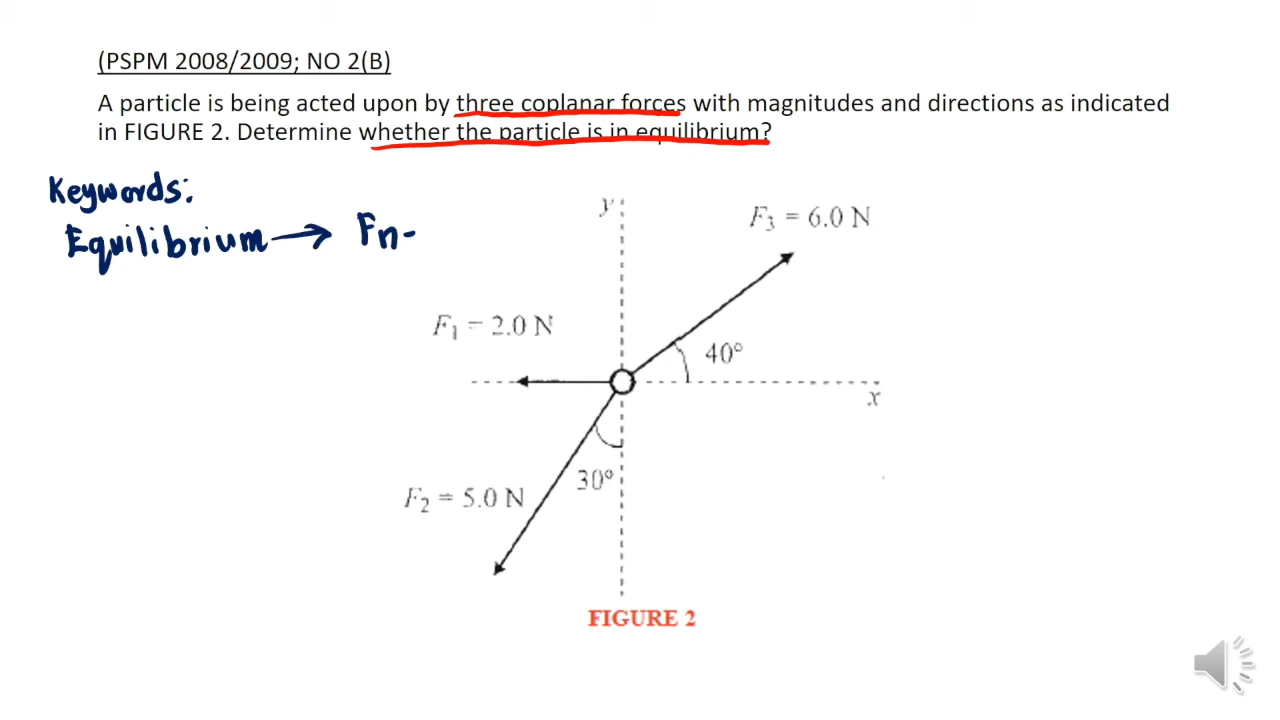 (PSPM 2008/2009; NO 2(B)
A particle is being acted upon by three coplanar forces with magnitudes and directions as indicated
in FIGURE 2. Determine whether the particle is in equilibrium?
Keywords:
Equilibrium → Fn-
y
F₃ = 6.0 N
F₁ = 2.0 N
40°
x
30°
F₂ = 5.0 N
FIGURE 2